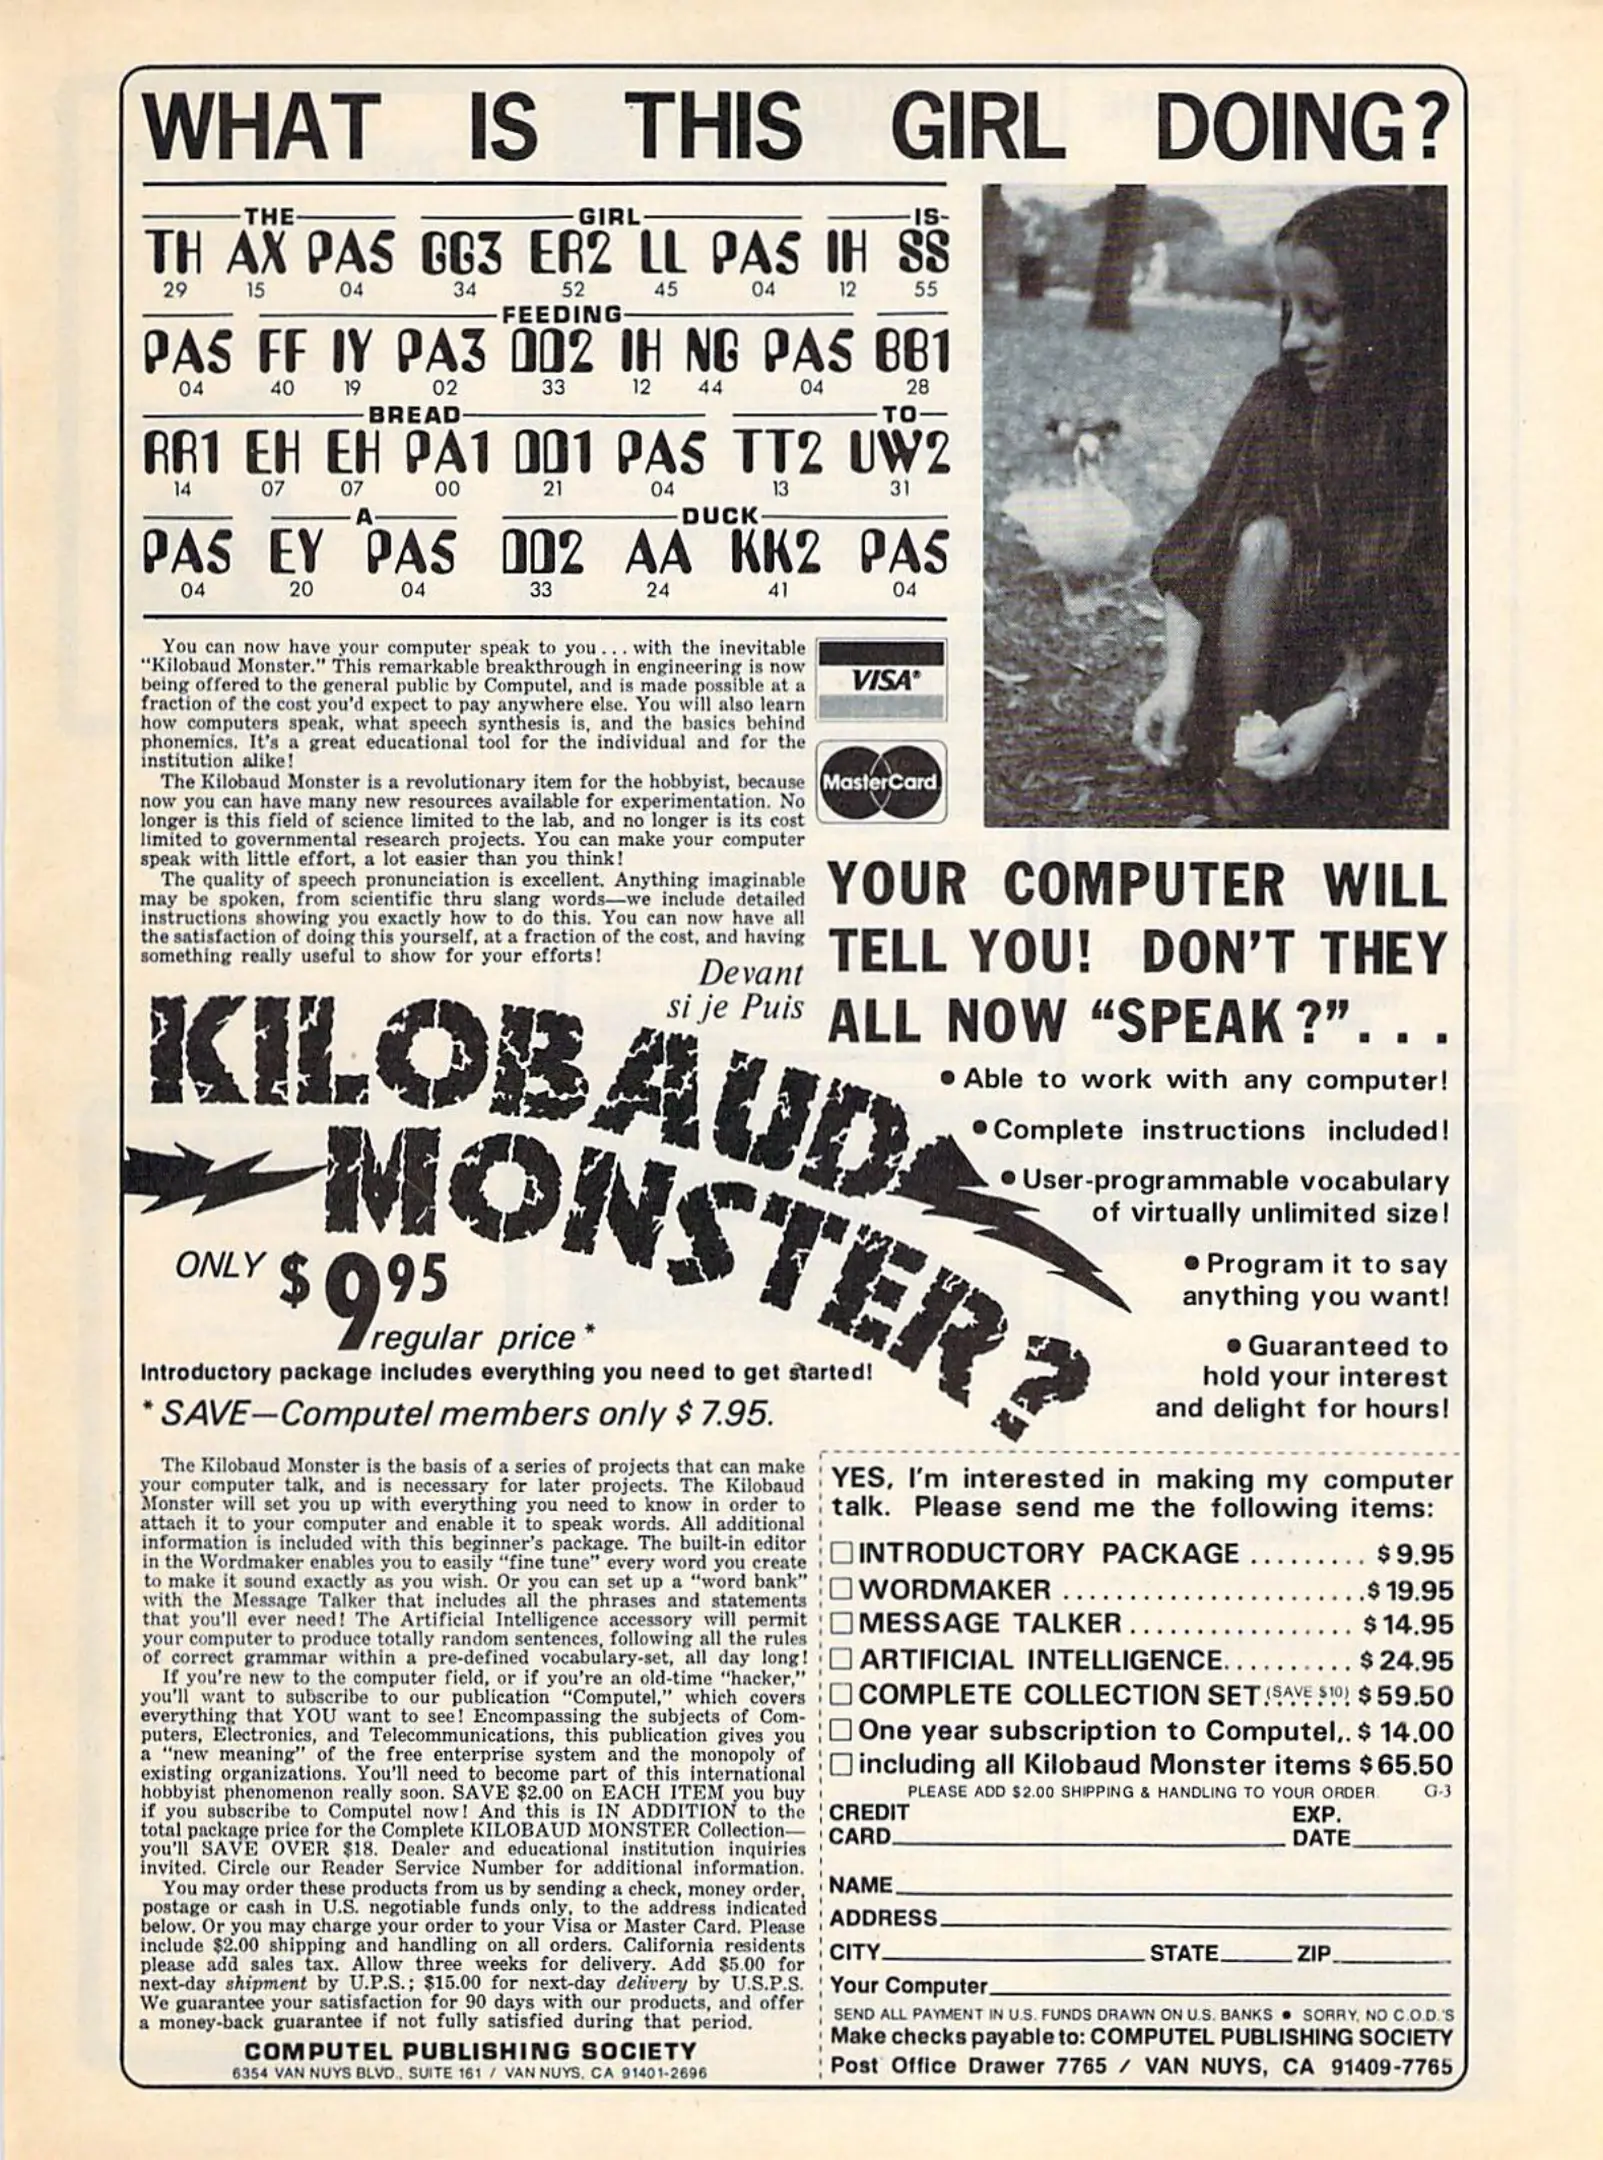 WHAT IS THIS GIRL DOING?
THE GIRL IS
TH AX PA5 GG3 ER2 LL PA5 IH SS
29 15 04 34 52 45 04 12 55
FEEDING
PA5 FF IY PA3 DD2 IH NG PA5 BB1
04 40 19 02 33 12 44 04 28
BREAD TO
RR1 EH EH PA1 DD1 PA5 TT2 UW2
14 07 07 00 21 04 13 31
A DUCK
PA5 EY PA5 DD2 AA KK2 PA5
04 20 04 33 24 41 04
You can now have your computer speak to you . . . with the inevitable
"Kilobaud Monster." This remarkable breakthrough in engineering is now
being offered to the general public by Computel, and is made possible at a
fraction of the cost you'd expect to pay anywhere else. You will also learn
how computers speak, what speech synthesis is, and the basics behind
phonemics. It's a great educational tool for the individual and for the
institution alike!
The Kilobaud Monster is a revolutionary item for the hobbyist, because
now you can have many new resources available for experimentation. No
longer is this field of science limited to the lab, and no longer is its cost
limited to governmental research projects. You can make your computer
speak with little effort, a lot easier than you think!
The quality of speech pronunciation is excellent. Anything imaginable
may be spoken, from scientific thru slang words—we include detailed
instructions showing you exactly how to do this. You can now have all
the satisfaction of doing this yourself, at a fraction of the cost, and having
something really useful to show for your efforts!
VISA®
MasterCard
Devant
si je Puis
KILOBAUD
MONSTER?
ONLY $9.95
regular price*
Introductory package includes everything you need to get started!
* SAVE—Computel members only $7.95.
YOUR COMPUTER WILL
TELL YOU! DON'T THEY
ALL NOW "SPEAK?". . .
• Able to work with any computer!
• Complete instructions included!
• User-programmable vocabulary
of virtually unlimited size!
• Program it to say
anything you want!
• Guaranteed to
hold your interest
and delight for hours!
The Kilobaud Monster is the basis of a series of projects that can make
your computer talk, and is necessary for later projects. The Kilobaud
Monster will set you up with everything you need to know in order to
attach it to your computer and enable it to speak words. All additional
information is included with this beginner's package. The built-in editor
in the Wordmaker enables you to easily "fine tune" every word you create
to make it sound exactly as you wish. Or you can set up a "word bank"
with the Message Talker that includes all the phrases and statements
that you'll ever need! The Artificial Intelligence accessory will permit
your computer to produce totally random sentences, following all the rules
of correct grammar within a pre-defined vocabulary-set, all day long!
If you're new to the computer field, or if you're an old-time "hacker,"
you'll want to subscribe to our publication "Computel," which covers
everything that YOU want to see! Encompassing the subjects of Com-
puters, Electronics, and Telecommunications, this publication gives you
a "new meaning" of the free enterprise system and the monopoly of
existing organizations. You'll need to become part of this international
hobbyist phenomenon really soon. SAVE $2.00 on EACH ITEM you buy
if you subscribe to Computel now! And this is IN ADDITION to the
total package price for the Complete KILOBAUD MONSTER Collection—
you'll SAVE OVER $18. Dealer and educational institution inquiries
invited. Circle our Reader Service Number for additional information.
You may order these products from us by sending a check, money order,
postage or cash in U.S. negotiable funds only, to the address indicated
below. Or you may charge your order to your Visa or Master Card. Please
include $2.00 shipping and handling on all orders. California residents
please add sales tax. Allow three weeks for delivery. Add $5.00 for
next-day shipment by U.P.S.; $15.00 for next-day delivery by U.S.P.S.
We guarantee your satisfaction for 90 days with our products, and offer
a money-back guarantee if not fully satisfied during that period.
COMPUTEL PUBLISHING SOCIETY
6354 VAN NUYS BLVD., SUITE 161 / VAN NUYS, CA 91401-2696
YES, I'm interested in making my computer
talk. Please send me the following items:
INTRODUCTORY PACKAGE ......... $9.95
WORDMAKER ........................$19.95
MESSAGE TALKER................. $14.95
ARTIFICIAL INTELLIGENCE.......... $24.95
COMPLETE COLLECTION SET.(SAVE $10) $59.50
One year subscription to Computel,. $14.00
including all Kilobaud Monster items $65.50
PLEASE ADD $2.00 SHIPPING & HANDLING TO YOUR ORDER. G-3
CREDIT EXP.
CARD DATE
NAME
ADDRESS
CITY STATE ZIP
Your Computer
SEND ALL PAYMENT IN U.S. FUNDS DRAWN ON U.S. BANKS • SORRY, NO C.O.D.'S
Make checks payable to: COMPUTEL PUBLISHING SOCIETY
Post Office Drawer 7765 / VAN NUYS, CA 91409-7765